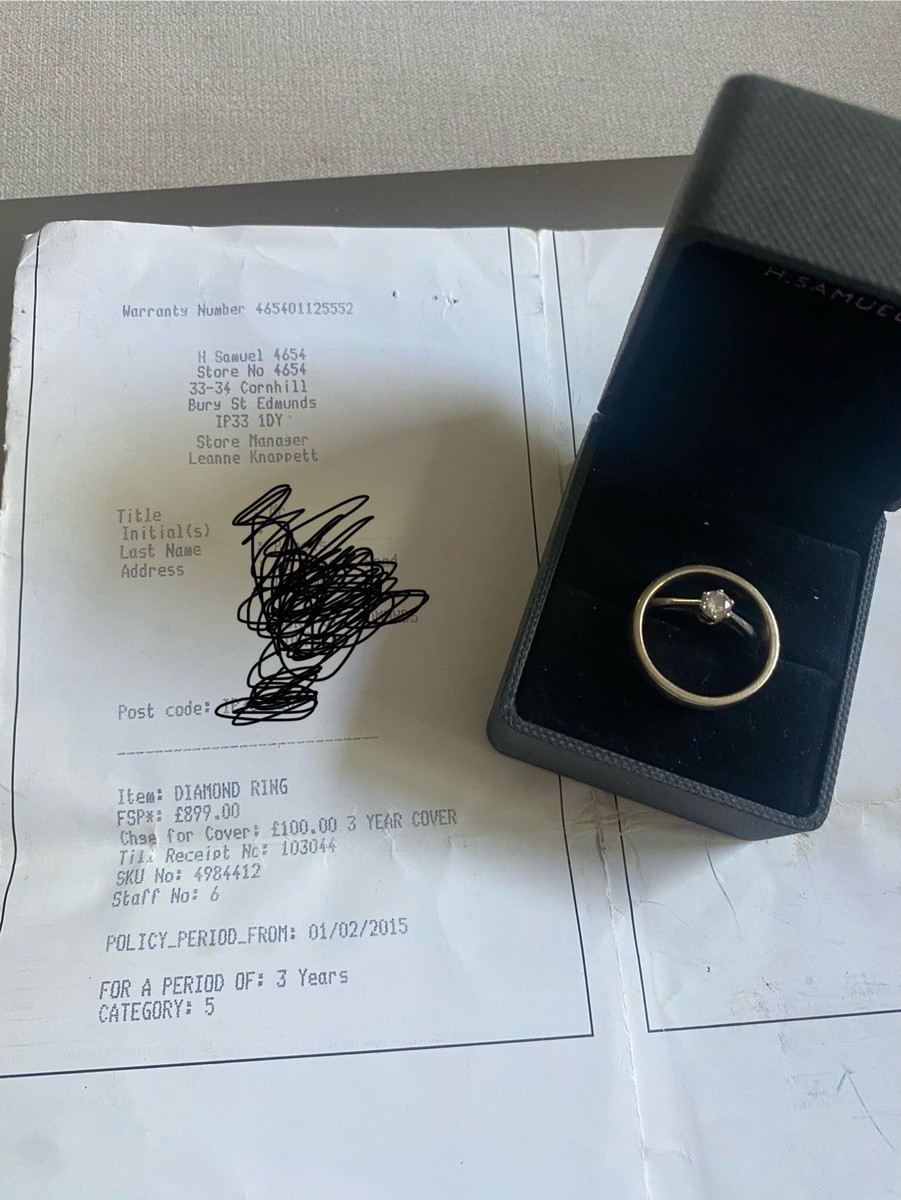 Warranty Number 465401125552
H Samuel 4654
Store No 4654
33-34 Cornhill
Bury St Edmunds
IP33 1DY
Store Manager
Leanne Knappett
Title
Initial(s)
Last Name
Address
Post code:
Item: DIAMOND RING
FSP*: £899.00
Chge for Cover: £100.00 3 YEAR COVER
Till Receipt No: 103044
SKU No: 4984412
Staff No: 6
POLICY_PERIOD_FROM: 01/02/2015
FOR A PERIOD OF: 3 Years
CATEGORY: 5
H.SAMUEL